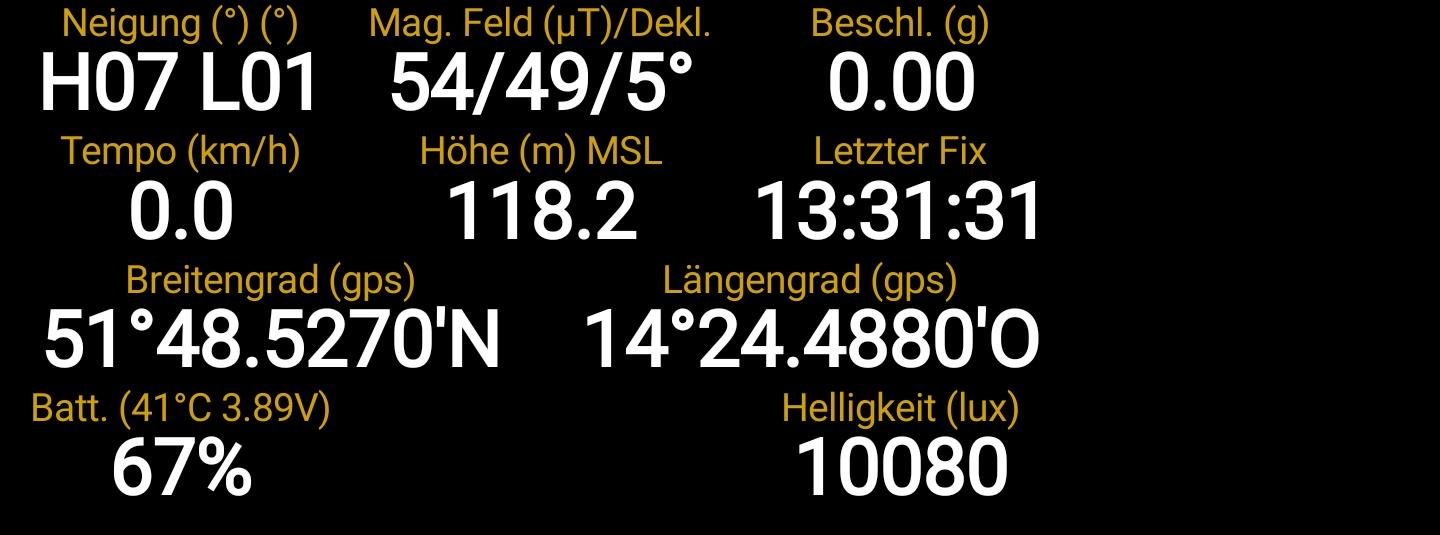 Neigung (°) (°) Mag. Feld (µT)/Dekl. Beschl. (g)
H07 L01 54/49/5° 0.00
Tempo (km/h) Höhe (m) MSL Letzter Fix
0.0 118.2 13:31:31
Breitengrad (gps) Längengrad (gps)
51°48.5270'N 14°24.4880'O
Batt. (41°C 3.89V) Helligkeit (lux)
67% 10080